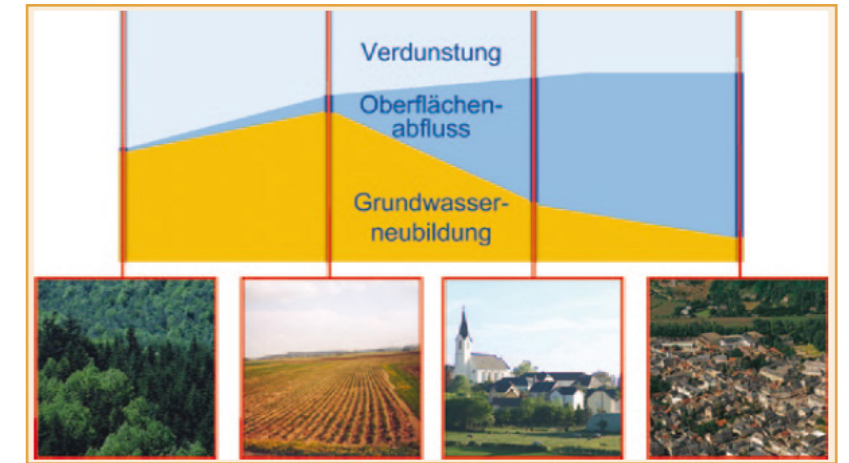 Verdunstung
Oberflächen-
abfluss
Grundwasser-
neubildung